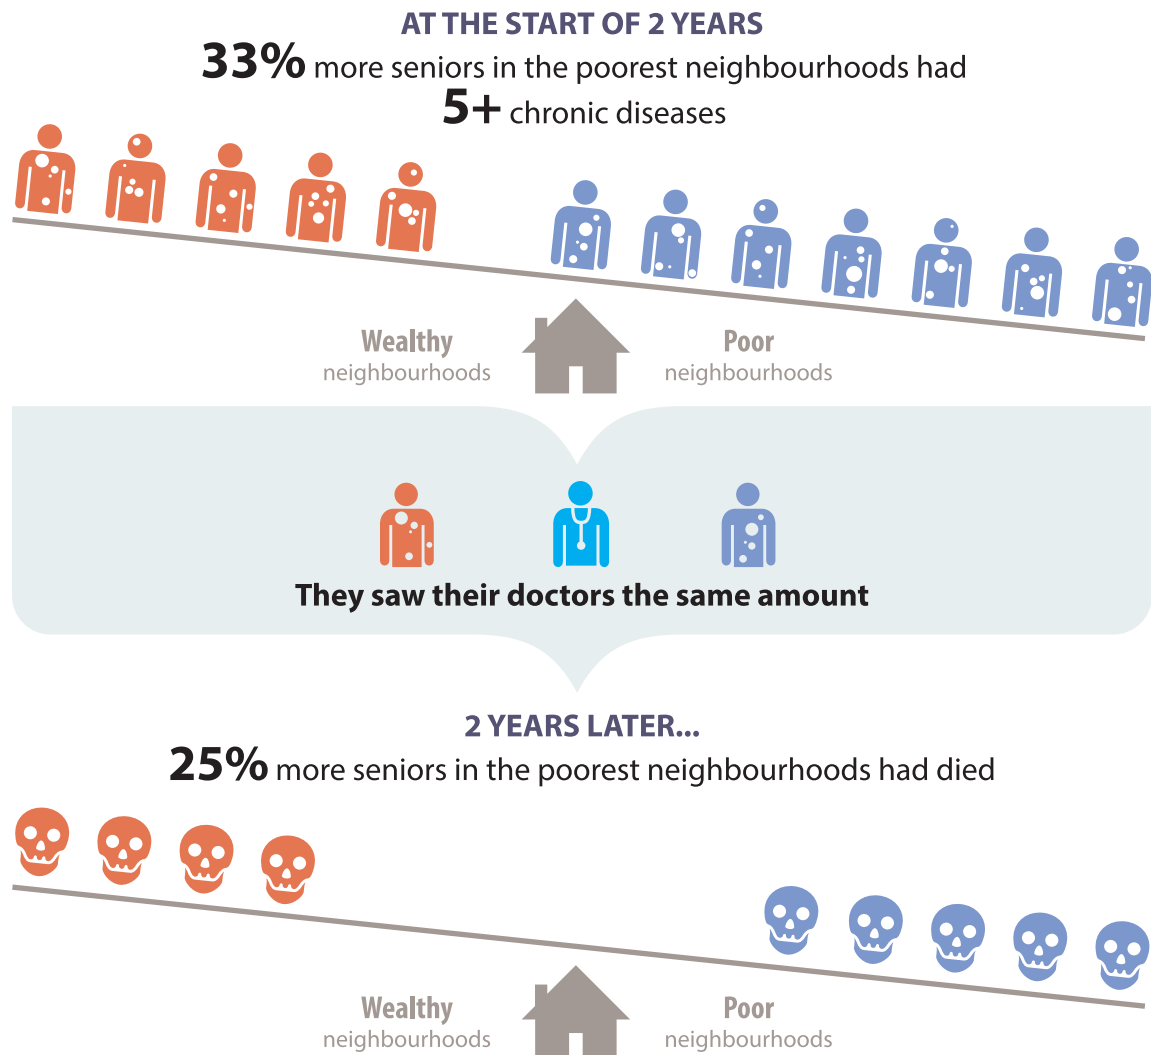 AT THE START OF 2 YEARS
33% more seniors in the poorest neighbourhoods had
5+ chronic diseases
Wealthy
neighbourhoods
Poor
neighbourhoods
They saw their doctors the same amount
2 YEARS LATER...
25% more seniors in the poorest neighbourhoods had died
Wealthy
neighbourhoods
Poor
neighbourhoods